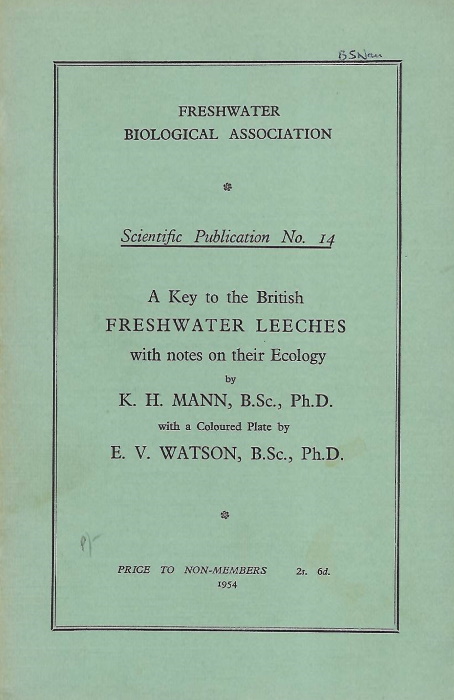 FRESHWATER
BIOLOGICAL ASSOCIATION
Scientific Publication No. 14
A Key to the British
FRESHWATER LEECHES
with notes on their Ecology
by
K. H. MANN, B.Sc., Ph.D.
with a Coloured Plate by
E. V. WATSON, B.Sc., Ph.D.
PRICE TO NON-MEMBERS 2s. 6d.
1954